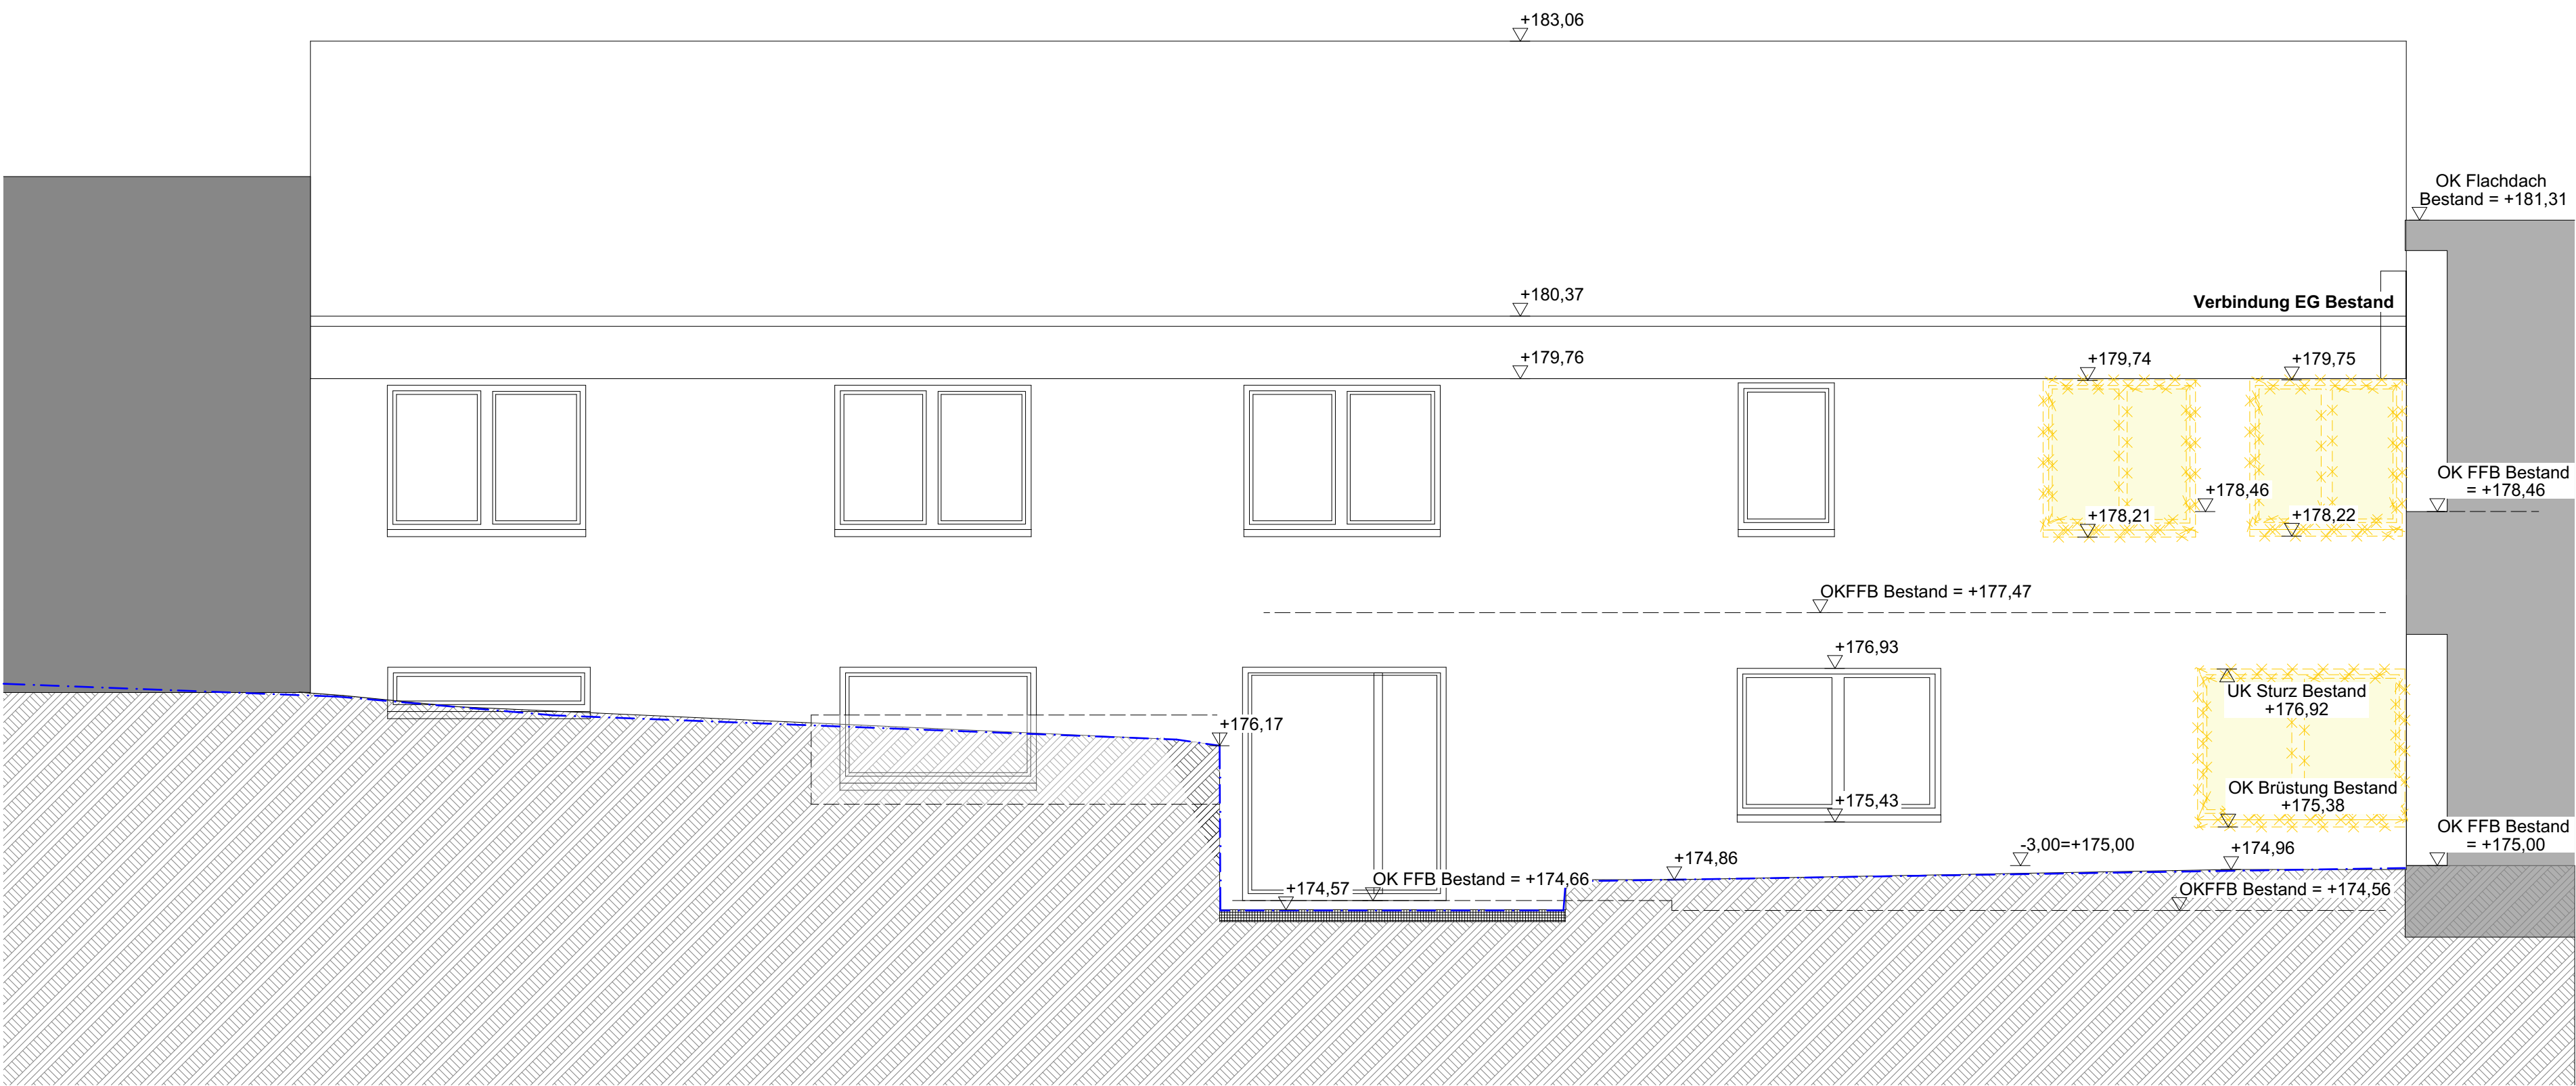 +183,06
OK Flachdach
Bestand = +181,31
+180,37
Verbindung EG Bestand
+179,76
+179,74
+179,75
OK FFB Bestand
= +178,46
+178,46
+178,21
+178,22
OKFFB Bestand = +177,47
+176,93
UK Sturz Bestand
+176,92
+176,17
OK Brüstung Bestand
+175,38
+175,43
OK FFB Bestand
= +175,00
-3,00=+175,00
+174,96
+174,86
OK FFB Bestand = +174,66
+174,57
OKFFB Bestand = +174,56